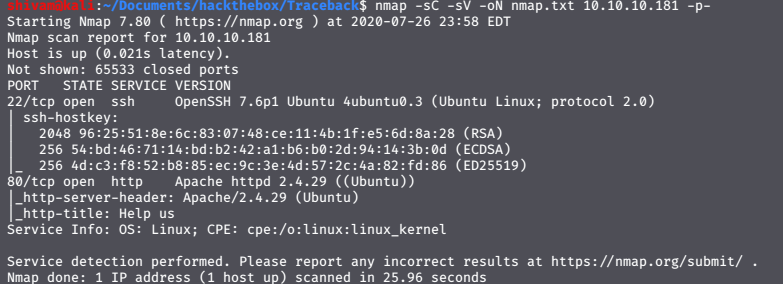 shivam@kali:~/Documents/hackthebox/Traceback$ nmap -sC -sV -oN nmap.txt 10.10.10.181 -p-
Starting Nmap 7.80 ( https://nmap.org ) at 2020-07-26 23:58 EDT
Nmap scan report for 10.10.10.181
Host is up (0.021s latency).
Not shown: 65533 closed ports
PORT   STATE SERVICE VERSION
22/tcp open  ssh     OpenSSH 7.6p1 Ubuntu 4ubuntu0.3 (Ubuntu Linux; protocol 2.0)
| ssh-hostkey:
|   2048 96:25:51:8e:6c:83:07:48:ce:11:4b:1f:e5:6d:8a:28 (RSA)
|   256 54:bd:46:71:14:bd:b2:42:a1:b6:b0:2d:94:14:3b:0d (ECDSA)
|_  256 4d:c3:f8:52:b8:85:ec:9c:3e:4d:57:2c:4a:82:fd:86 (ED25519)
80/tcp open  http    Apache httpd 2.4.29 ((Ubuntu))
|_http-server-header: Apache/2.4.29 (Ubuntu)
|_http-title: Help us
Service Info: OS: Linux; CPE: cpe:/o:linux:linux_kernel
Service detection performed. Please report any incorrect results at https://nmap.org/submit/ .
Nmap done: 1 IP address (1 host up) scanned in 25.96 seconds